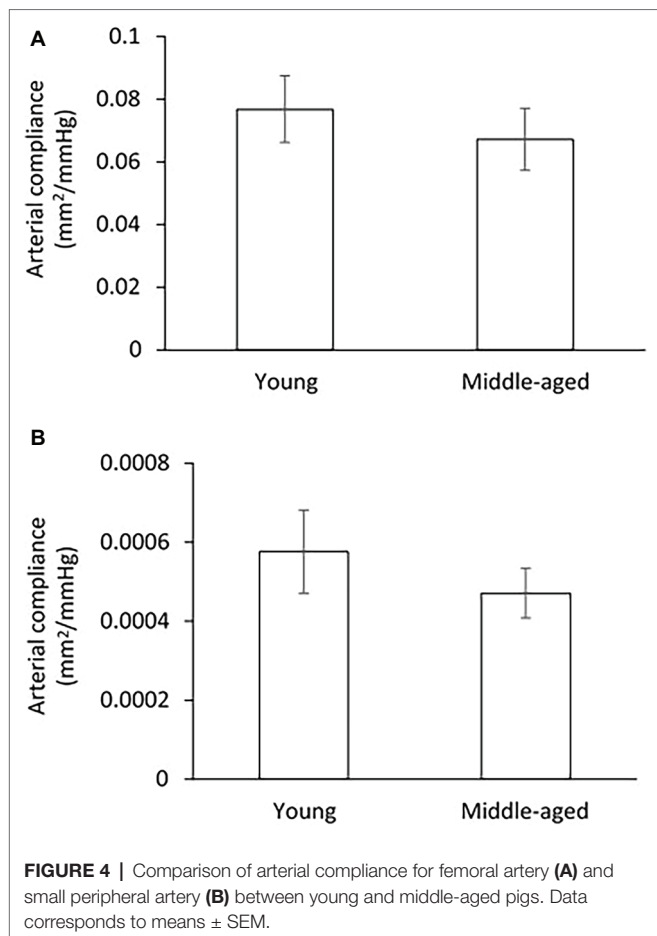 A
Arterial compliance
(mm²/mmHg)
0.1
0.08
0.06
0.04
0.02
0
Young Middle-aged
B
Arterial compliance
(mm²/mmHg)
0.0008
0.0006
0.0004
0.0002
0
Young Middle-aged
FIGURE 4 | Comparison of arterial compliance for femoral artery (A) and
small peripheral artery (B) between young and middle-aged pigs. Data
corresponds to means ± SEM.